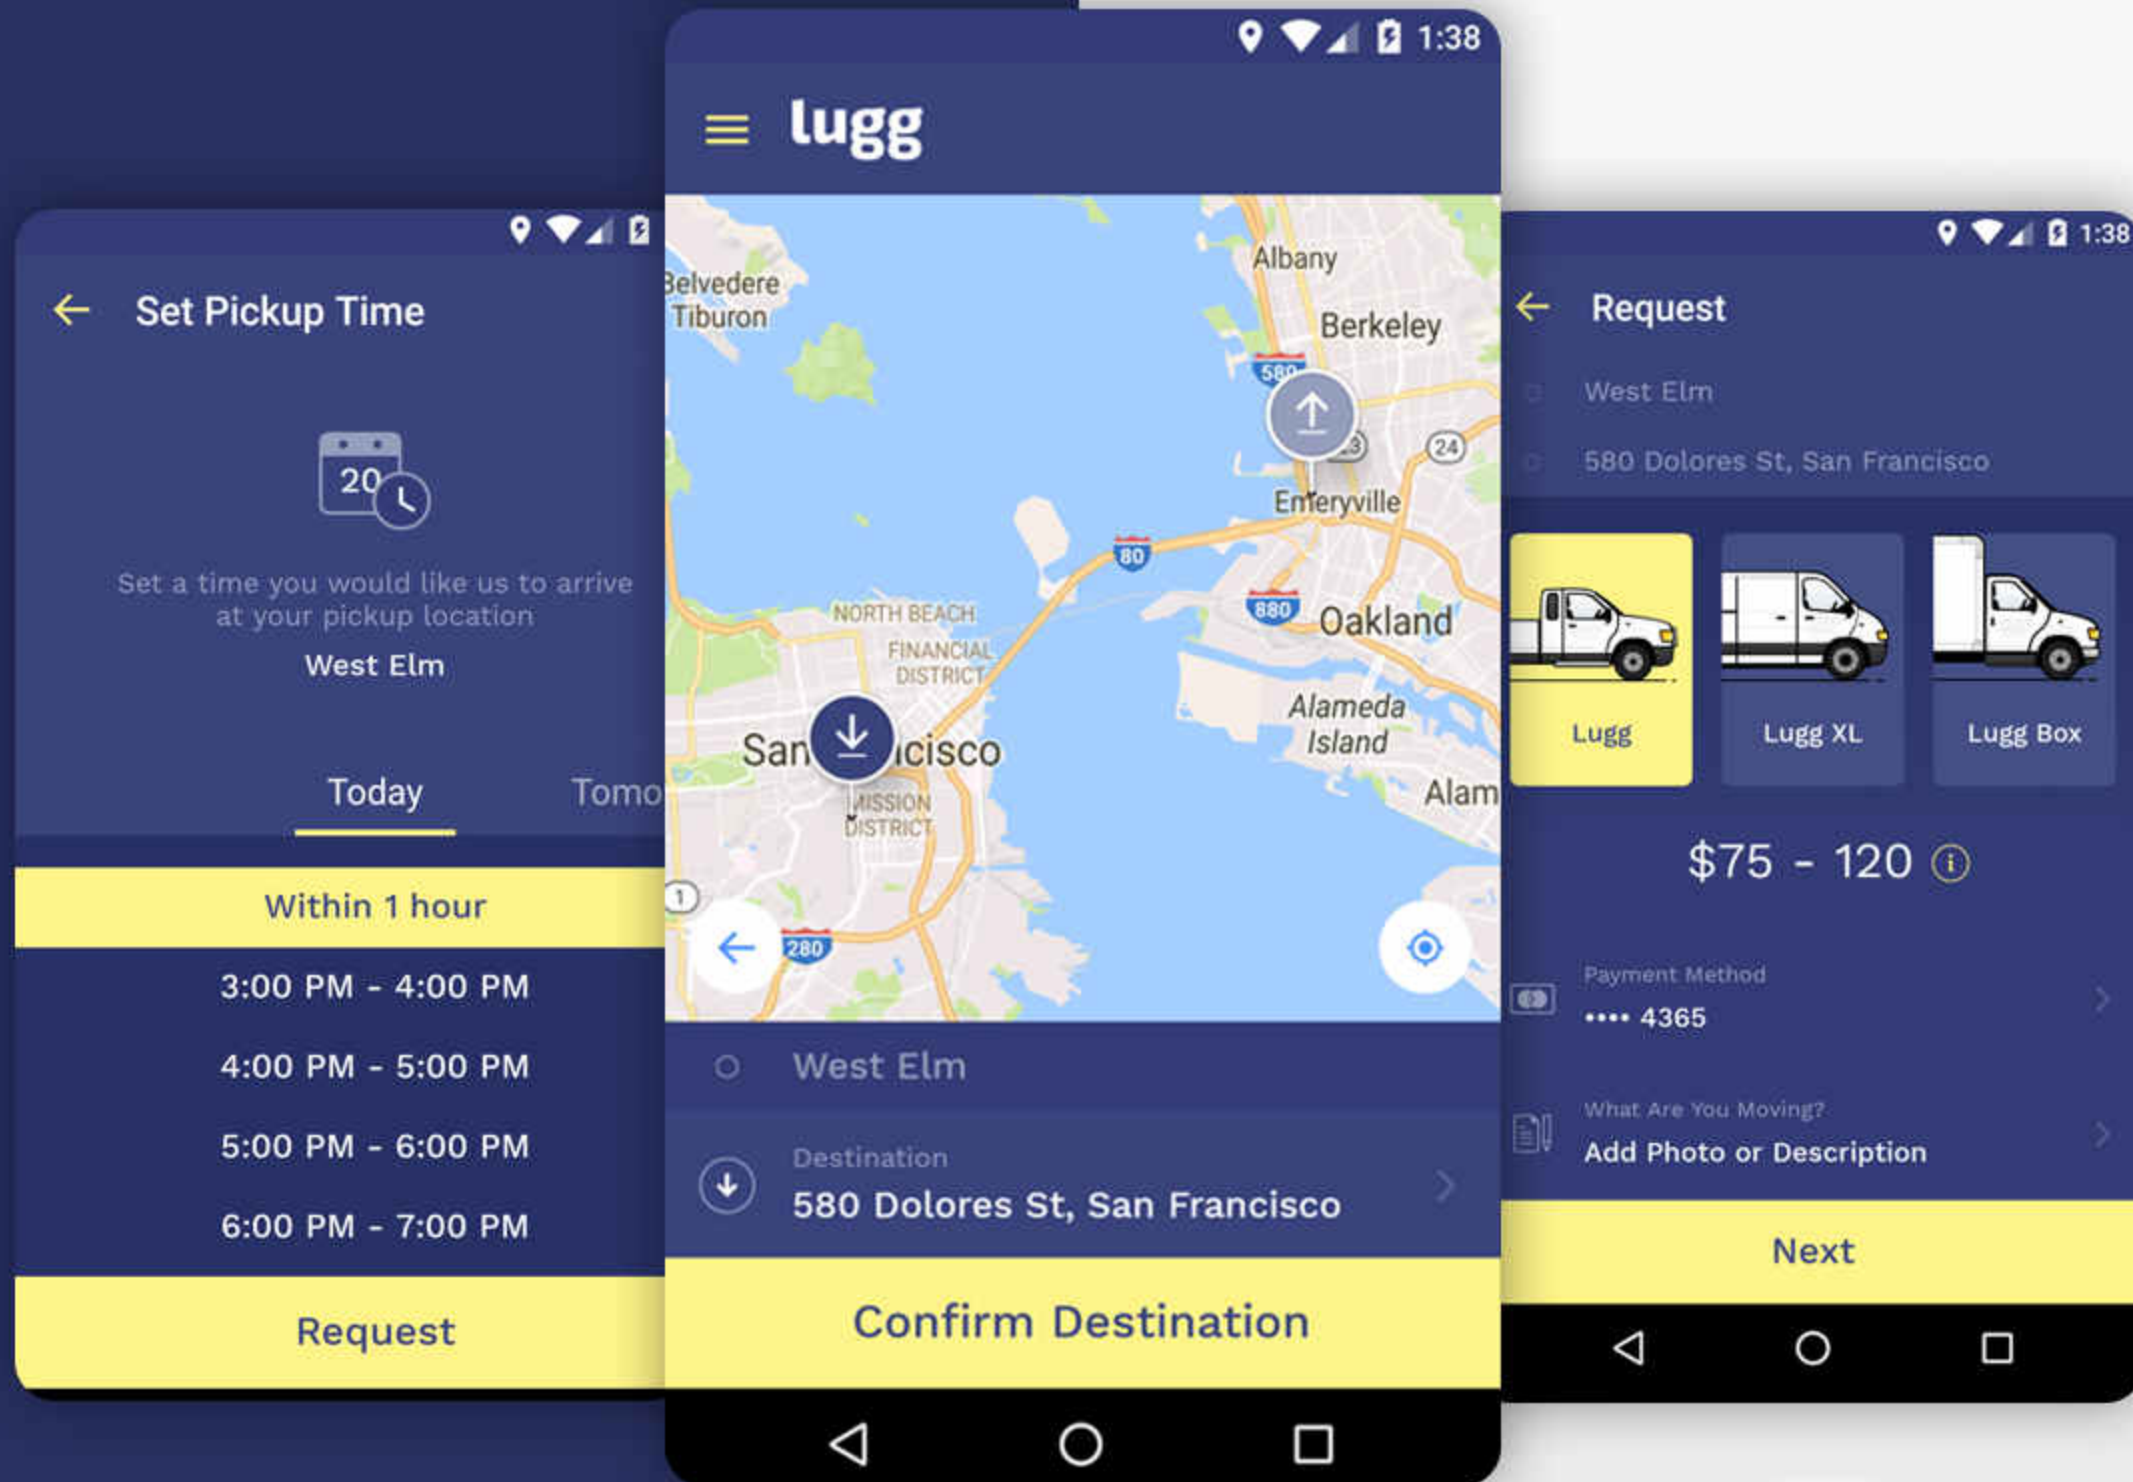 Set Pickup Time
20
Set a time you would like us to arrive
at your pickup location
West Elm
Today
Tomo
Within 1 hour
3:00 PM - 4:00 PM
4:00 PM - 5:00 PM
5:00 PM - 6:00 PM
6:00 PM - 7:00 PM
Request
1:38
lugg
Belvedere
Tiburon
Albany
Berkeley
580
24
Emeryville
80
NORTH BEACH
880
Oakland
FINANCIAL
DISTRICT
Alameda
Island
San
cisco
Alam
MISSION
DISTRICT
1
280
West Elm
Destination
580 Dolores St, San Francisco
Confirm Destination
1:38
Request
West Elm
580 Dolores St, San Francisco
Lugg
Lugg XL
Lugg Box
$75 - 120 i
Payment Method
•••• 4365
What Are You Moving?
Add Photo or Description
Next